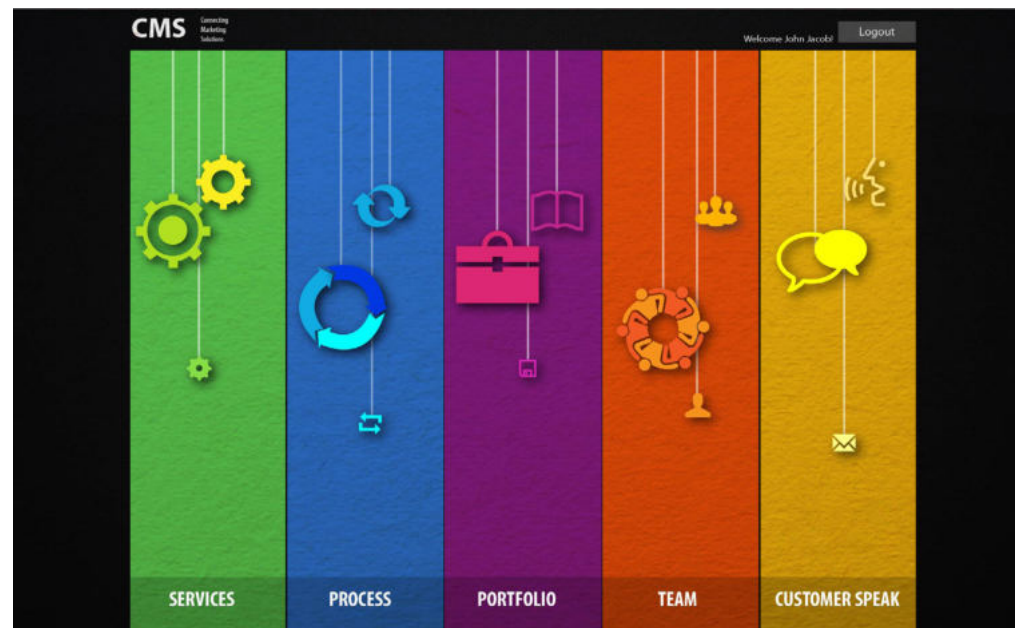 CMS
Connecting
Marketing
Solutions
Welcome John Jacob!
Logout
SERVICES
PROCESS
PORTFOLIO
TEAM
CUSTOMER SPEAK